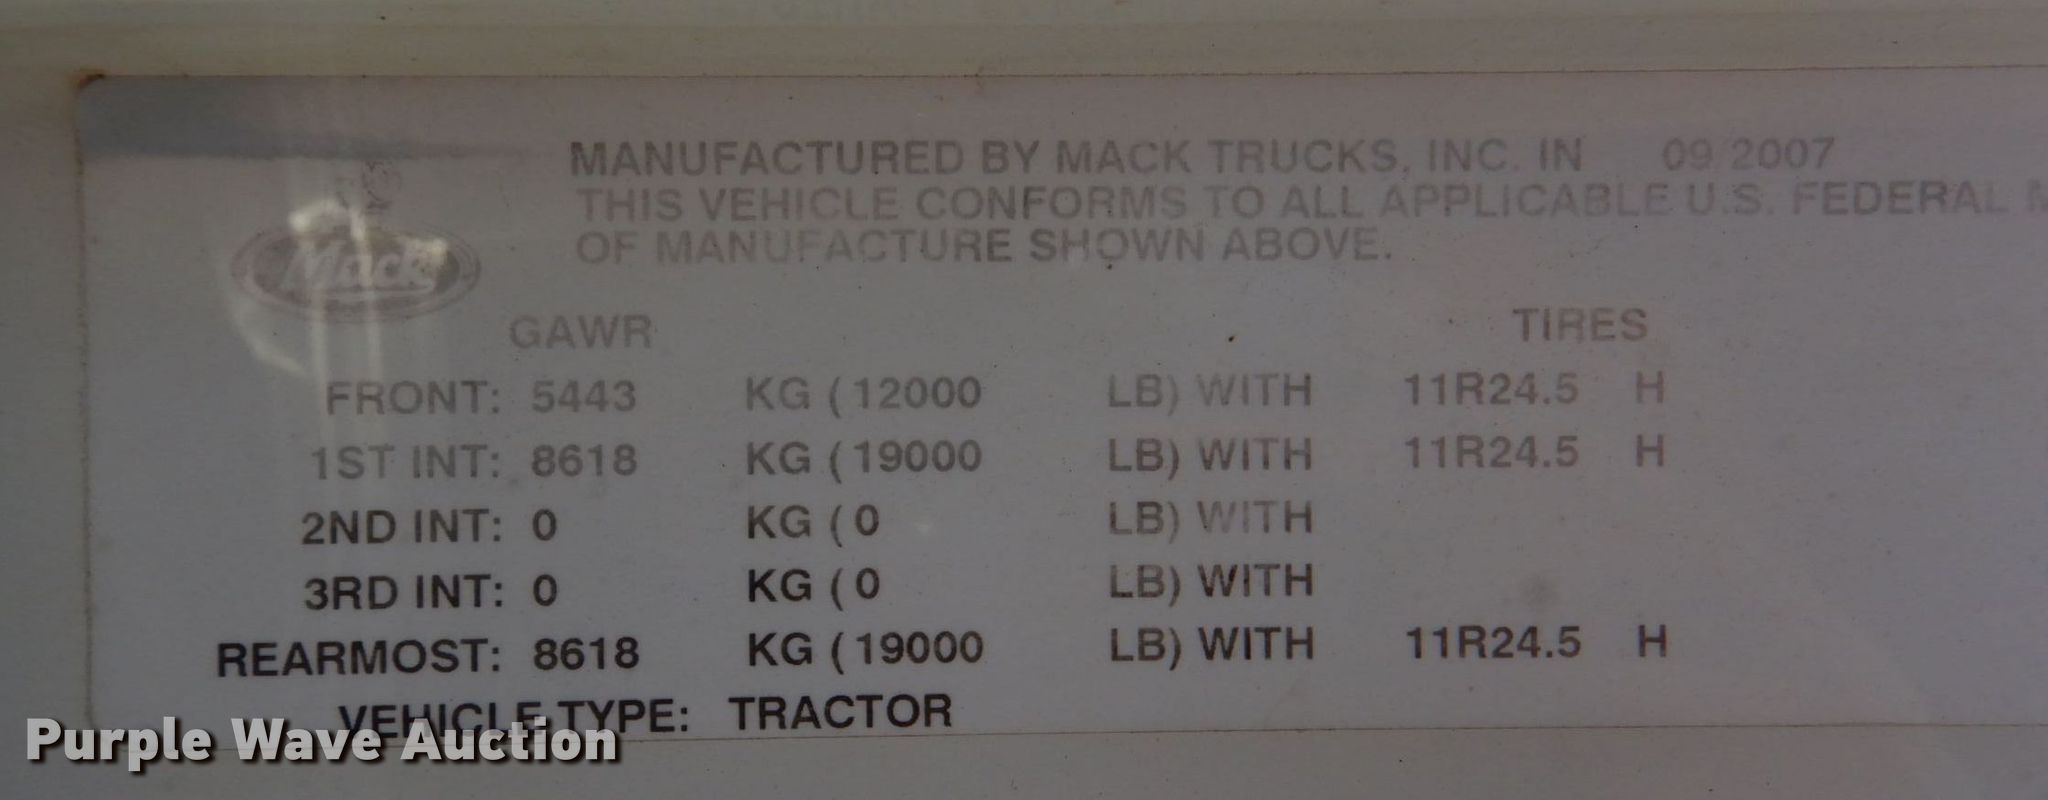 MANUFACTURED BY MACK TRUCKS, INC. IN 09 2007
THIS VEHICLE CONFORMS TO ALL APPLICABLE U.S. FEDERAL
OF MANUFACTURE SHOWN ABOVE.
Mack
GAWR TIRES
FRONT: 5443 KG ( 12000 LB) WITH 11R24.5 H
1ST INT: 8618 KG ( 19000 LB) WITH 11R24.5 H
2ND INT: 0 KG ( 0 LB) WITH
3RD INT: 0 KG ( 0 LB) WITH
REARMOST: 8618 KG ( 19000 LB) WITH 11R24.5 H
VEHICLE TYPE: TRACTOR
Purple Wave Auction